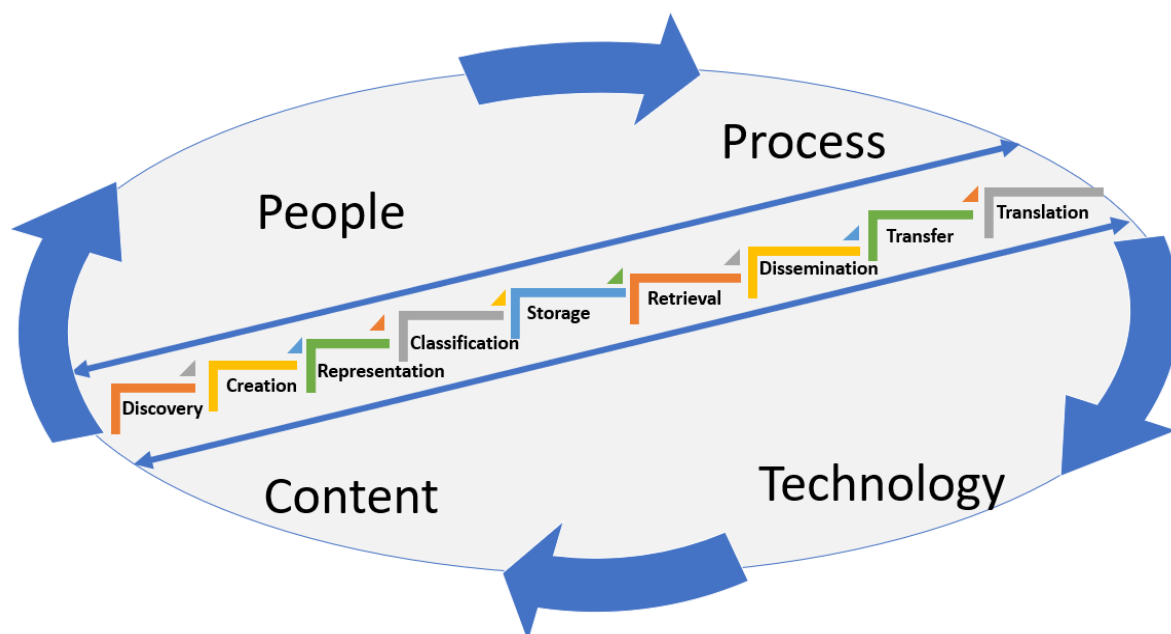 Process
People
Translation
Transfer
Dissemination
Retrieval
Storage
Classification
Representation
Creation
Discovery
Content
Technology